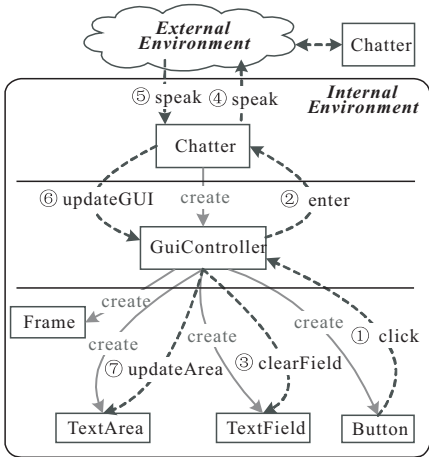 External
Environment
Chatter
⑤ speak ④ speak
Internal
Environment
Chatter
⑥ updateGUI
create
② enter
GuiController
create
Frame
create
create
① click
③ clearField
⑦ updateArea
TextArea
TextField
Button